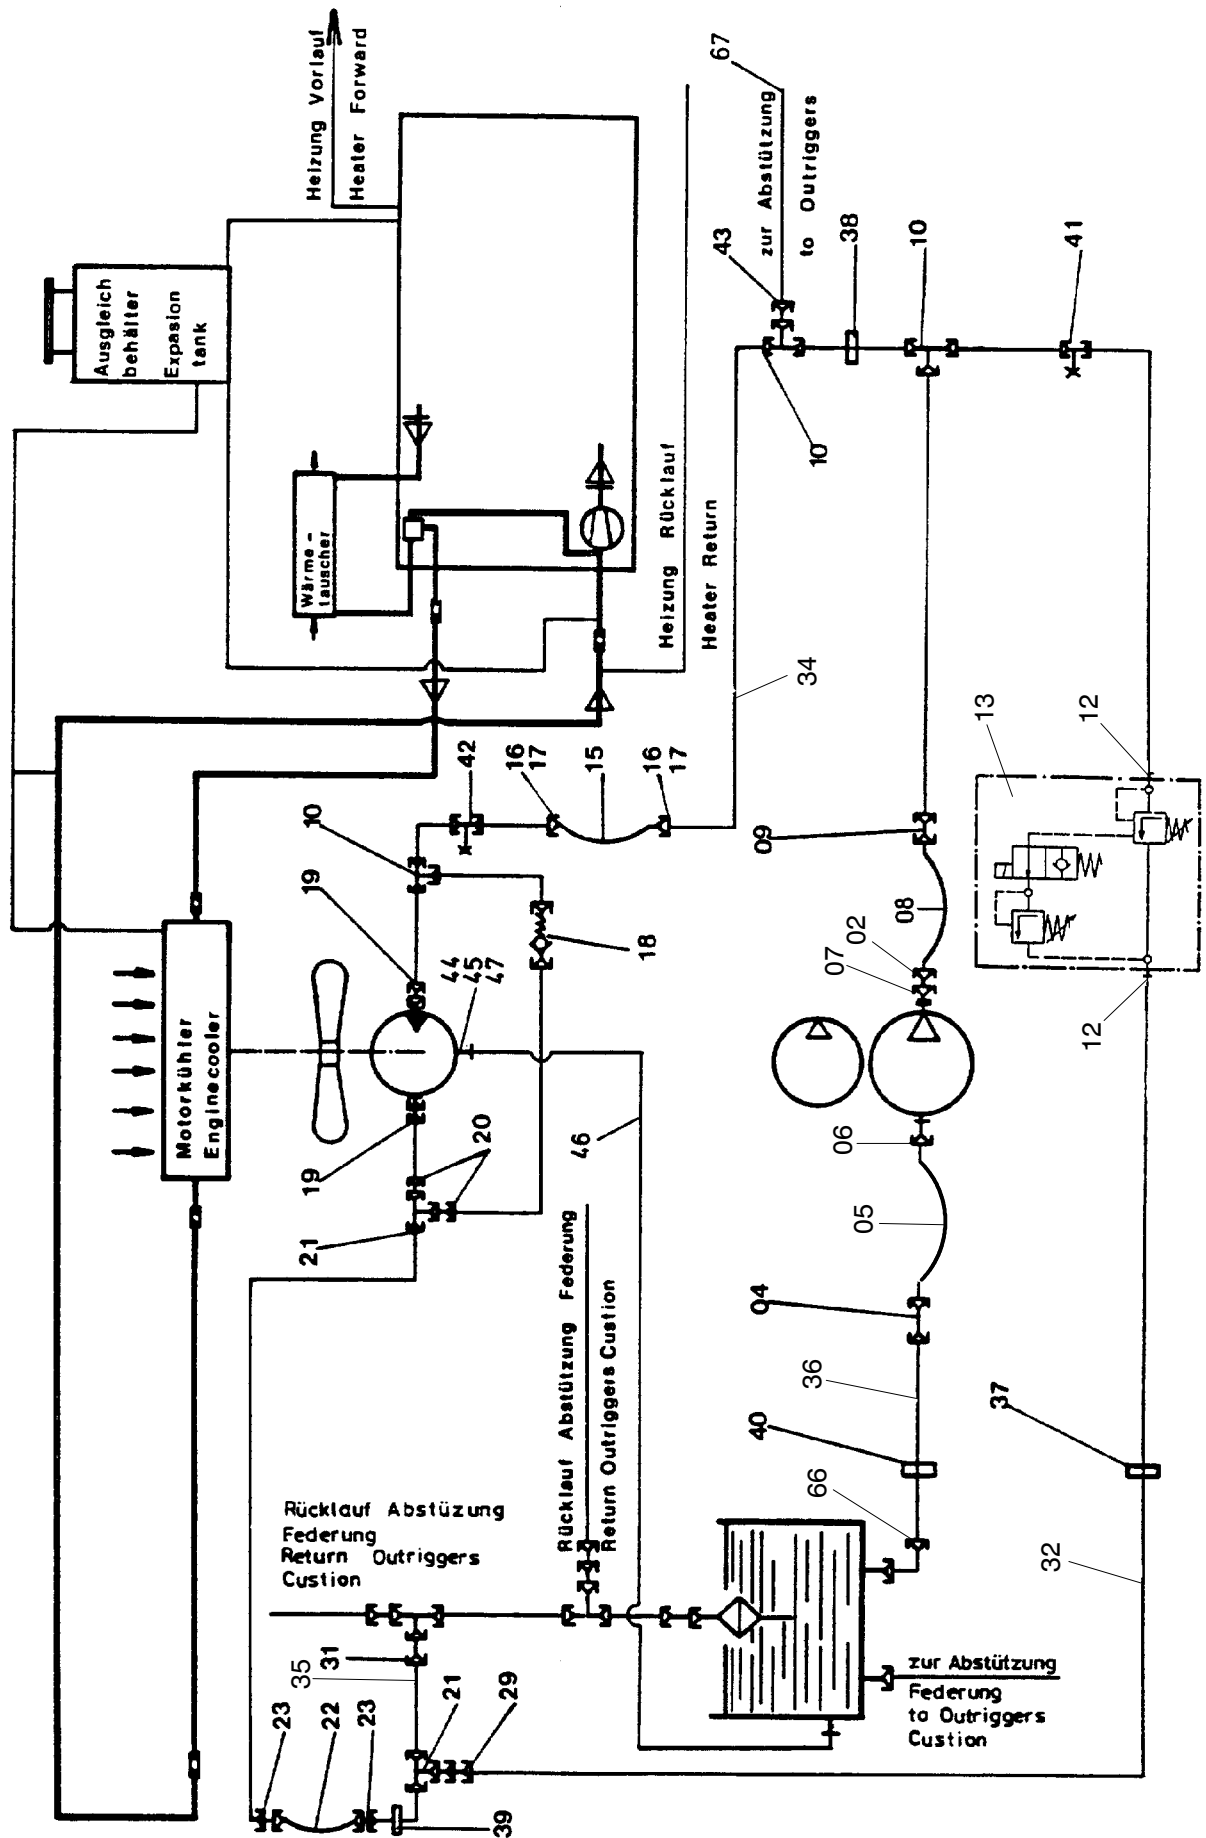 Heizung Vorlauf
Heater Forward
67
zur Abstützung
to Outriggers
43
38
10
41
Ausgleich
behälter
Expasion
tank
10
Wärme-
tauscher
Heizung Rücklauf
Heater Return
34
13
12
42
16
17
15
16
17
10
19
09
08
02
07
18
44
45
47
12
Motorkühler
Enginecooler
19
20
21
46
06
05
04
36
40
37
66
32
Rücklauf Abstützung Federung
Return Outriggers Custion
Rücklauf Abstüzung
Federung
Return Outriggers
Custion
31
35
21
29
23
22
23
39
zur Abstützung
Federung
to Outriggers
Custion